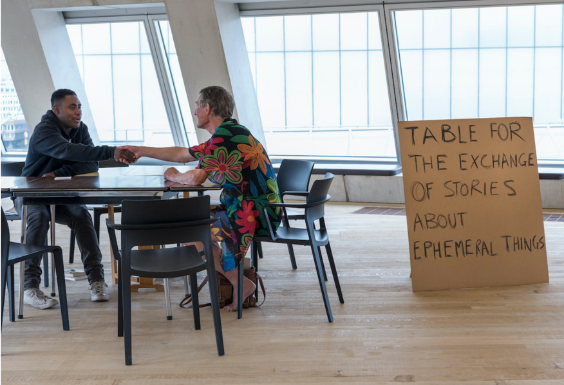 TABLE FOR
THE EXCHANGE
OF STORIES
ABOUT
EPHEMERAL THINGS